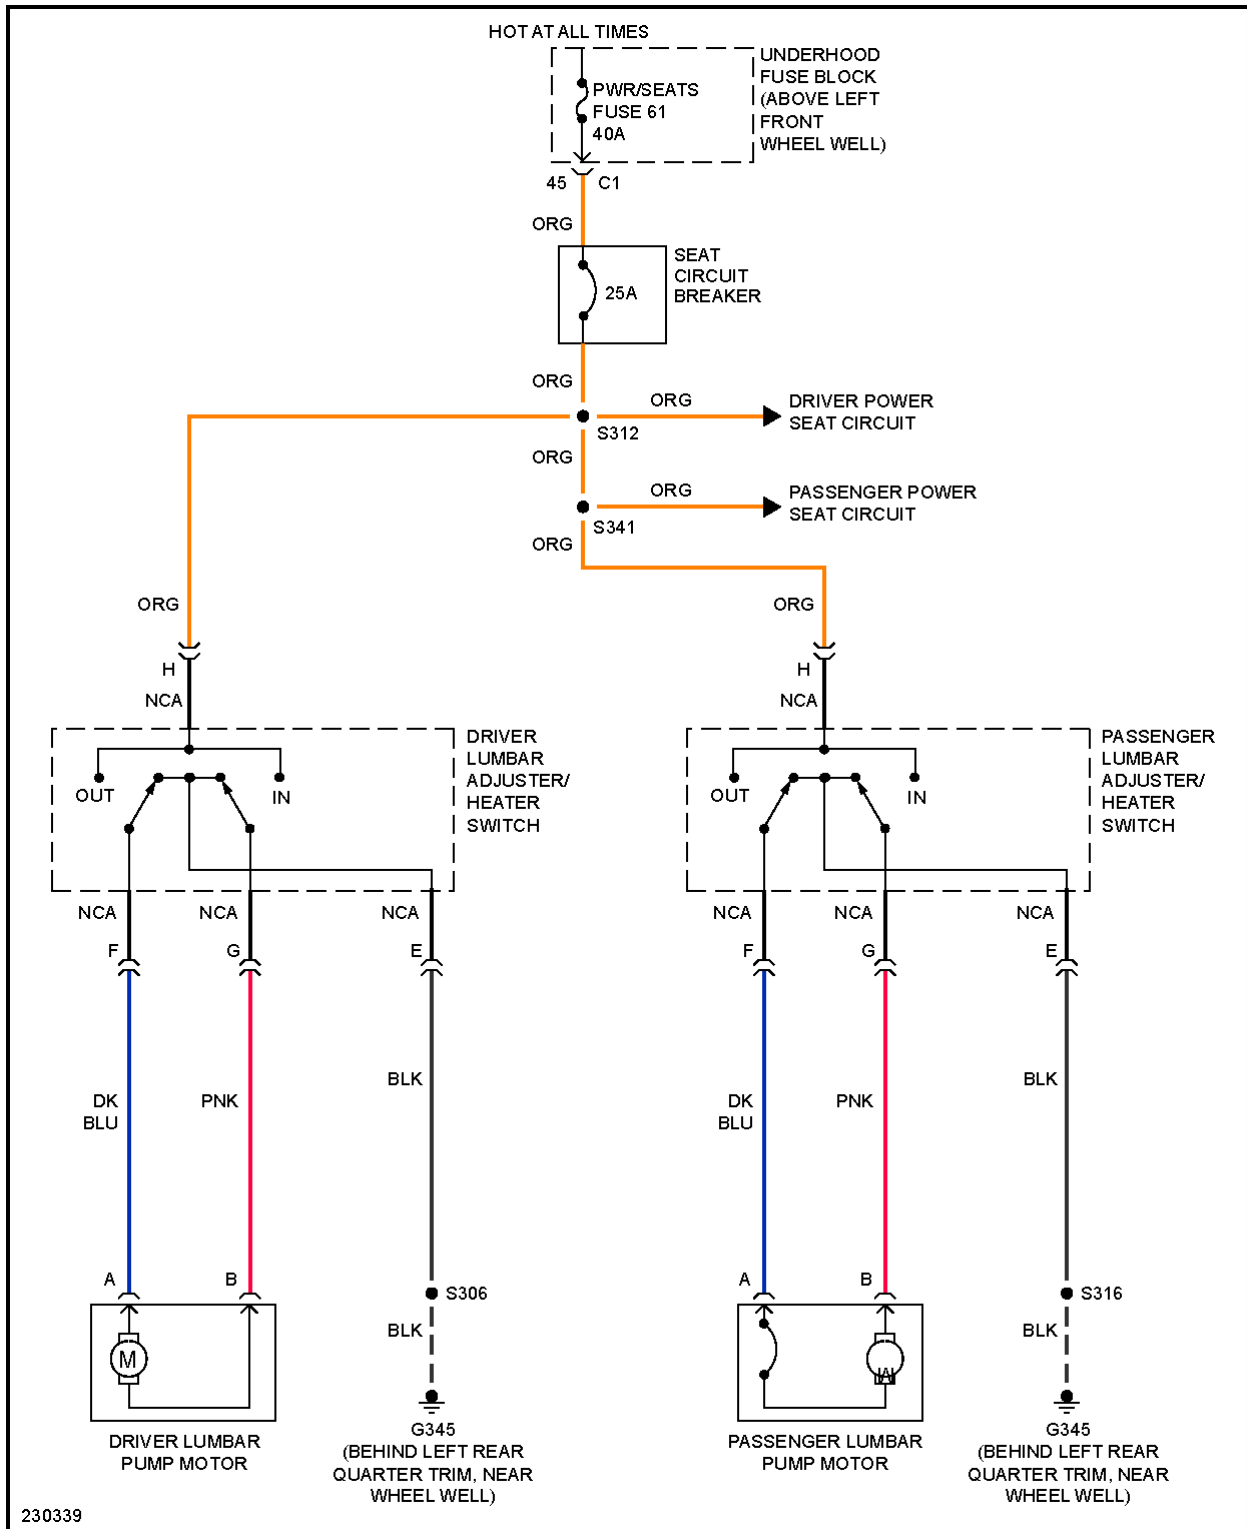 HOT AT ALL TIMES
UNDERHOOD
FUSE BLOCK
(ABOVE LEFT
FRONT
WHEEL WELL)
PWR/SEATS
FUSE 61
40A
45 C1
ORG
SEAT
CIRCUIT
BREAKER
25A
ORG
ORG
DRIVER POWER
SEAT CIRCUIT
S312
ORG
ORG
PASSENGER POWER
SEAT CIRCUIT
S341
ORG
ORG
ORG
H
H
NCA
NCA
DRIVER
LUMBAR
ADJUSTER/
HEATER
SWITCH
OUT
IN
PASSENGER
LUMBAR
ADJUSTER/
HEATER
SWITCH
OUT
IN
NCA NCA NCA
NCA NCA NCA
F G E
F G E
DK
BLU
PNK
BLK
DK
BLU
PNK
BLK
A B
S306
A B
S316
BLK
BLK
M
M
DRIVER LUMBAR
PUMP MOTOR
G345
(BEHIND LEFT REAR
QUARTER TRIM, NEAR
WHEEL WELL)
PASSENGER LUMBAR
PUMP MOTOR
G345
(BEHIND LEFT REAR
QUARTER TRIM, NEAR
WHEEL WELL)
230339